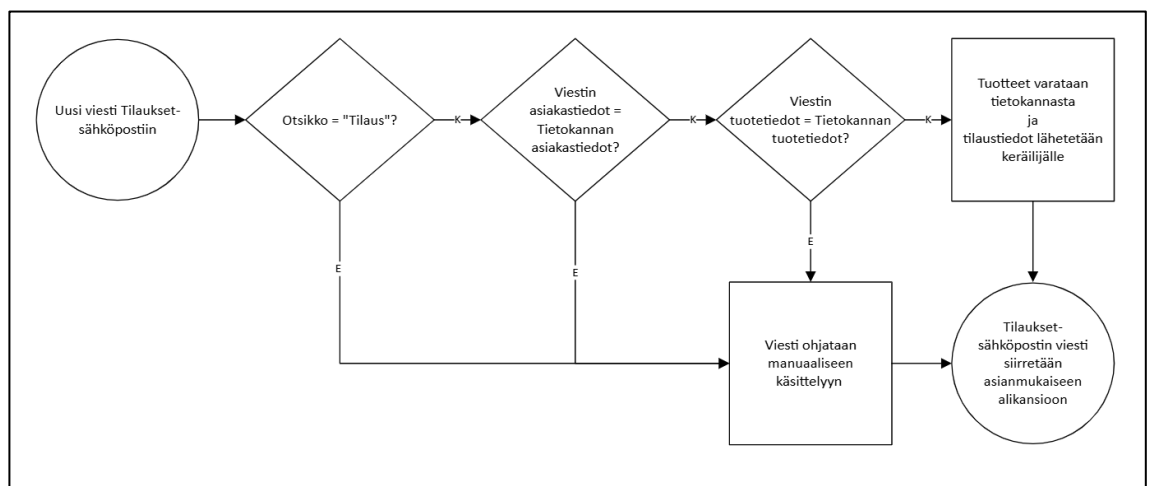 Uusi viesti Tilaukset-
sähköpostiin
Otsikko = "Tilaus"?
K
Viestin
asiakastiedot =
Tietokannan
asiakastiedot?
K
Viestin
tuotetiedot = Tietokannan
tuotetiedot?
K
Tuotteet varataan
tietokannasta
ja
tilaustiedot lähetetään
keräilijälle
E
E
E
Viesti ohjataan
manuaaliseen
käsittelyyn
Tilaukset-
sähköpostin viesti
siirretään
asianmukaiseen
alikansioon